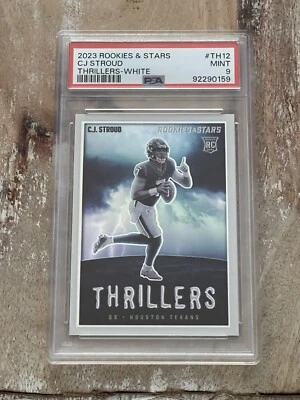 2023 ROOKIES & STARS #TH12
CJ STROUD MINT
THRILLERS-WHITE 9
PSA 92290159
C.J. STROUD ROOKIES&STARS
RC
THRILLERS
QB - HOUSTON TEXANS